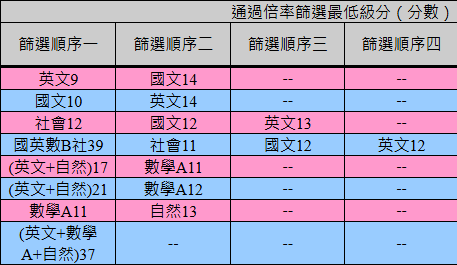 通過倍率篩選最低級分（分數）
篩選順序一 篩選順序二 篩選順序三 篩選順序四
英文9 國文14 -- --
國文10 英文14 -- --
社會12 國文12 英文13 --
國英數B社39 社會11 國文12 英文12
(英文+自然)17 數學A11 -- --
(英文+自然)21 數學A12 -- --
數學A11 自然13 -- --
(英文+數學
A+自然)37 -- -- --